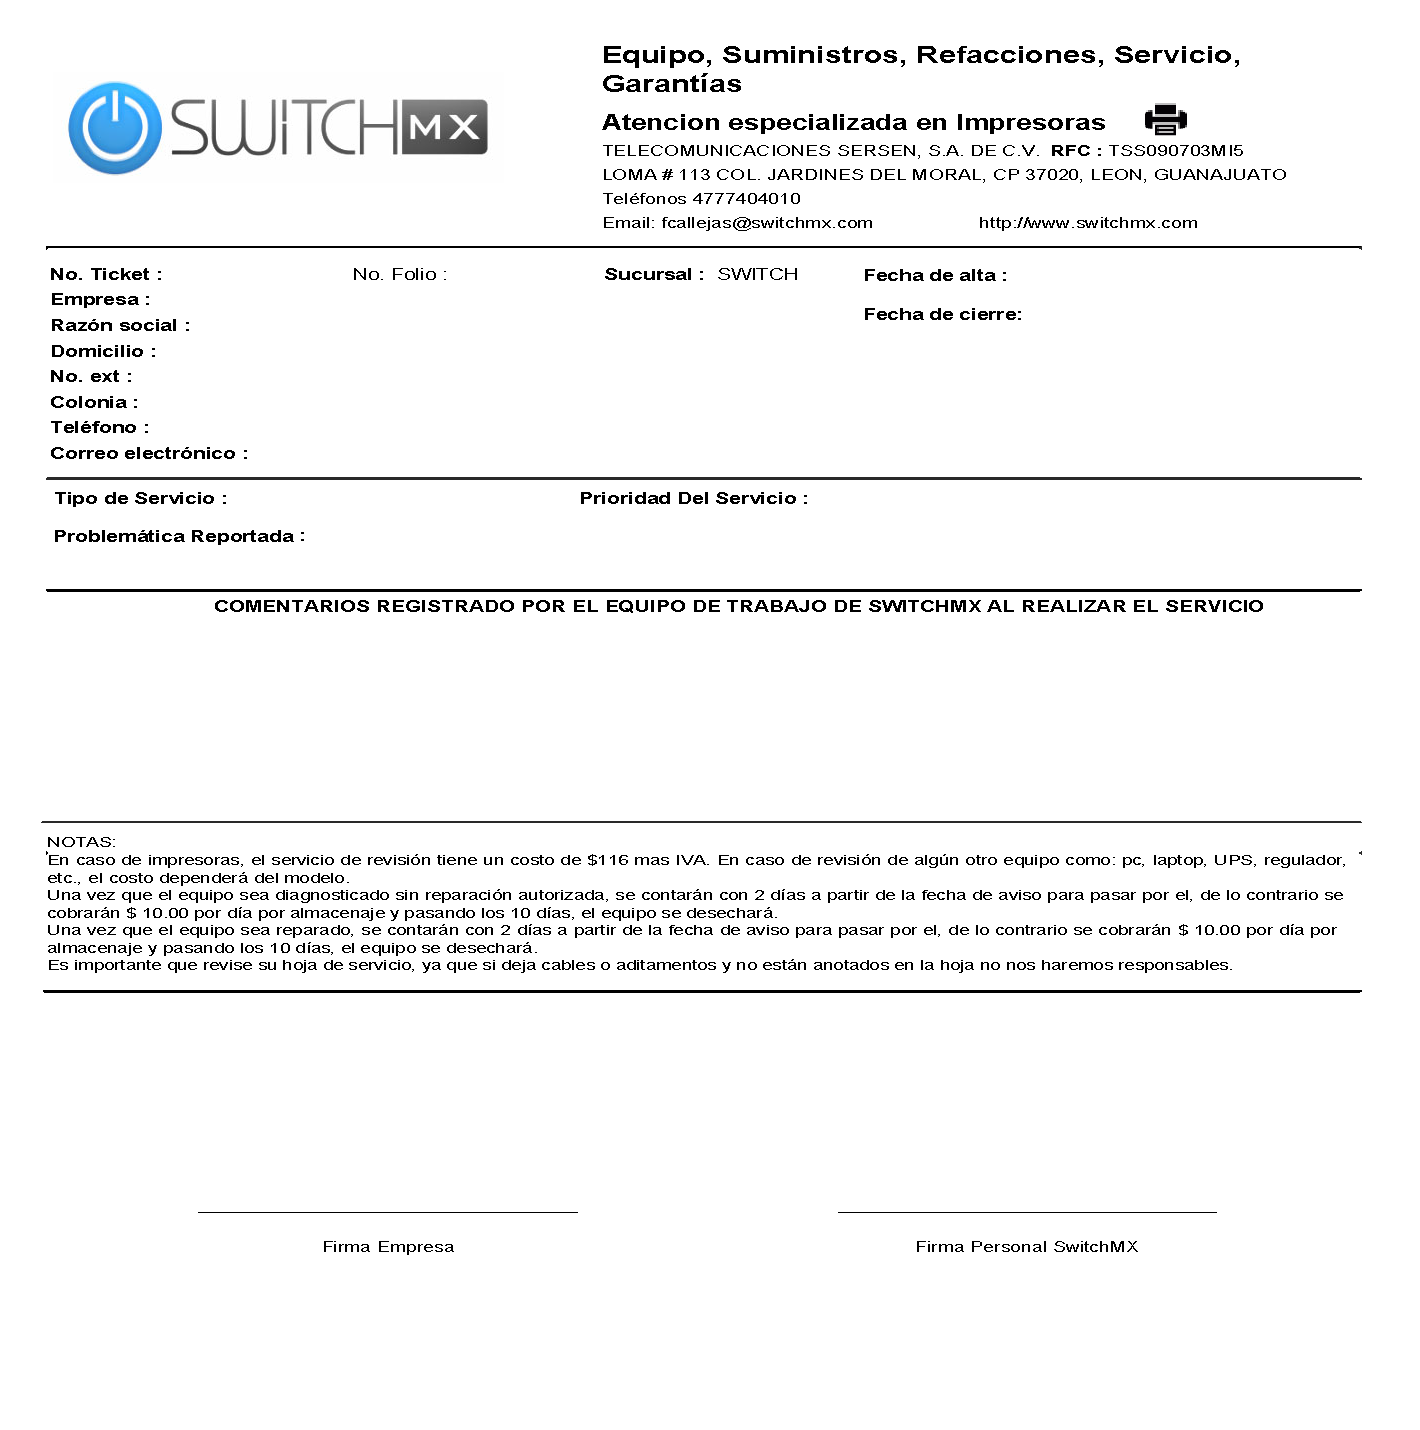 SWITCH MX
Equipo, Suministros, Refacciones, Servicio,
Garantías
Atencion especializada en Impresoras
TELECOMUNICACIONES SERSEN, S.A. DE C.V. RFC : TSS090703MI5
LOMA # 113 COL. JARDINES DEL MORAL, CP 37020, LEON, GUANAJUATO
Teléfonos 4777404010
Email: fcallejas@switchmx.com http://www.switchmx.com
No. Ticket : No. Folio : Sucursal : SWITCH Fecha de alta :
Empresa :
Fecha de cierre:
Razón social :
Domicilio :
No. ext :
Colonia :
Teléfono :
Correo electrónico :
Tipo de Servicio : Prioridad Del Servicio :
Problemática Reportada :
COMENTARIOS REGISTRADO POR EL EQUIPO DE TRABAJO DE SWITCHMX AL REALIZAR EL SERVICIO
NOTAS:
En caso de impresoras, el servicio de revisión tiene un costo de $116 mas IVA. En caso de revisión de algún otro equipo como: pc, laptop, UPS, regulador,
etc., el costo dependerá del modelo.
Una vez que el equipo sea diagnosticado sin reparación autorizada, se contarán con 2 días a partir de la fecha de aviso para pasar por el, de lo contrario se
cobrarán $ 10.00 por día por almacenaje y pasando los 10 días, el equipo se desechará.
Una vez que el equipo sea reparado, se contarán con 2 días a partir de la fecha de aviso para pasar por el, de lo contrario se cobrarán $ 10.00 por día por
almacenaje y pasando los 10 días, el equipo se desechará.
Es importante que revise su hoja de servicio, ya que si deja cables o aditamentos y no están anotados en la hoja no nos haremos responsables.
Firma Empresa Firma Personal SwitchMX